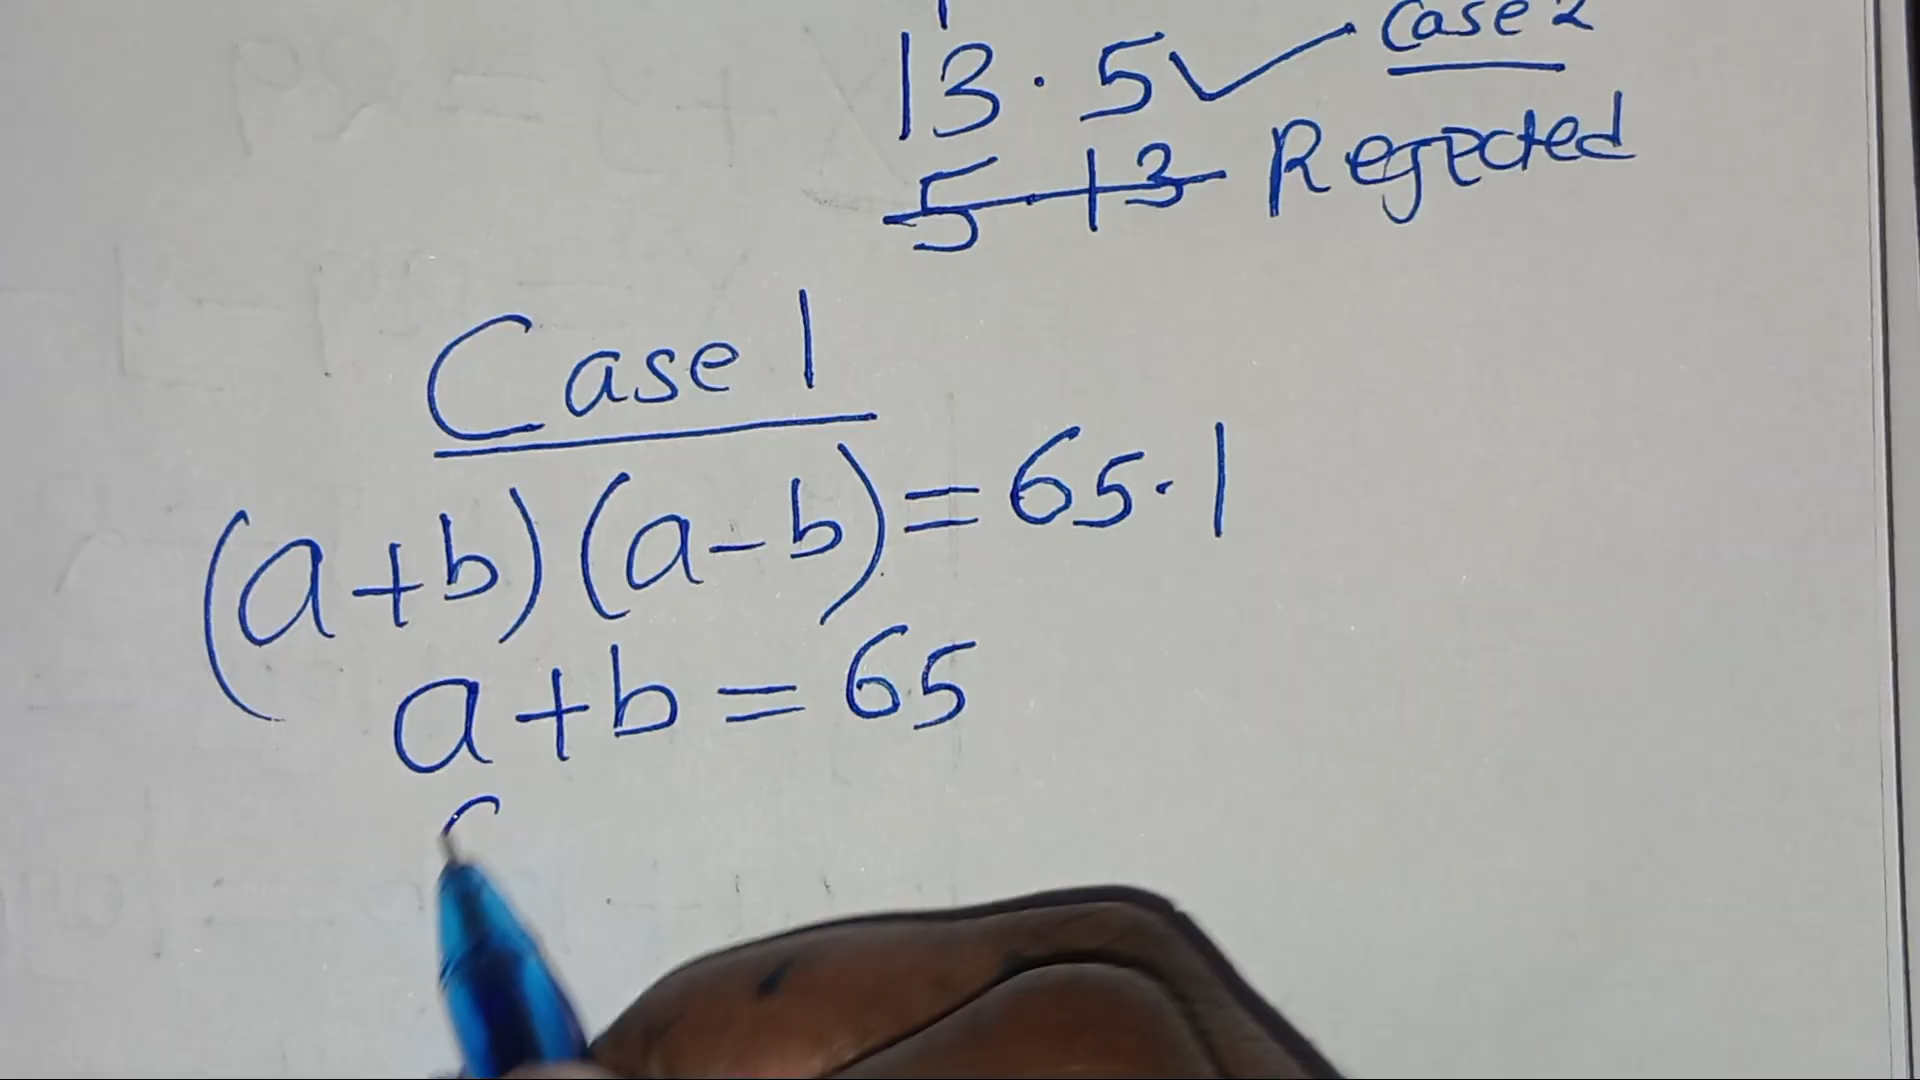 13 · 5 ✓ Case 2
5 · 13 Rejected
Case 1
(a+b)(a-b) = 65·1
a+b = 65